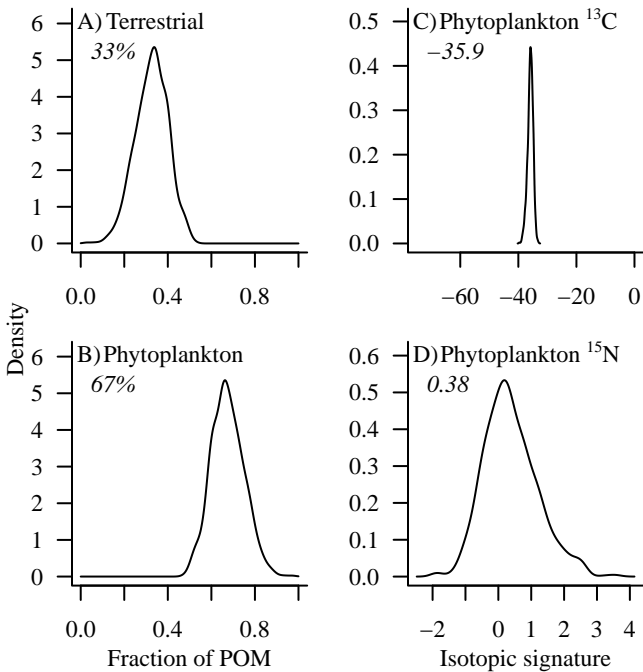 A) Terrestrial
33%
6
5
4
3
2
1
0
0.0 0.4 0.8
C) Phytoplankton ¹³C
−35.9
0.5
0.4
0.3
0.2
0.1
0.0
−60 −40 −20 0
Density
B) Phytoplankton
67%
6
5
4
3
2
1
0
0.0 0.4 0.8
Fraction of POM
D) Phytoplankton ¹⁵N
0.38
0.6
0.5
0.4
0.3
0.2
0.1
0.0
−2 0 1 2 3 4
Isotopic signature